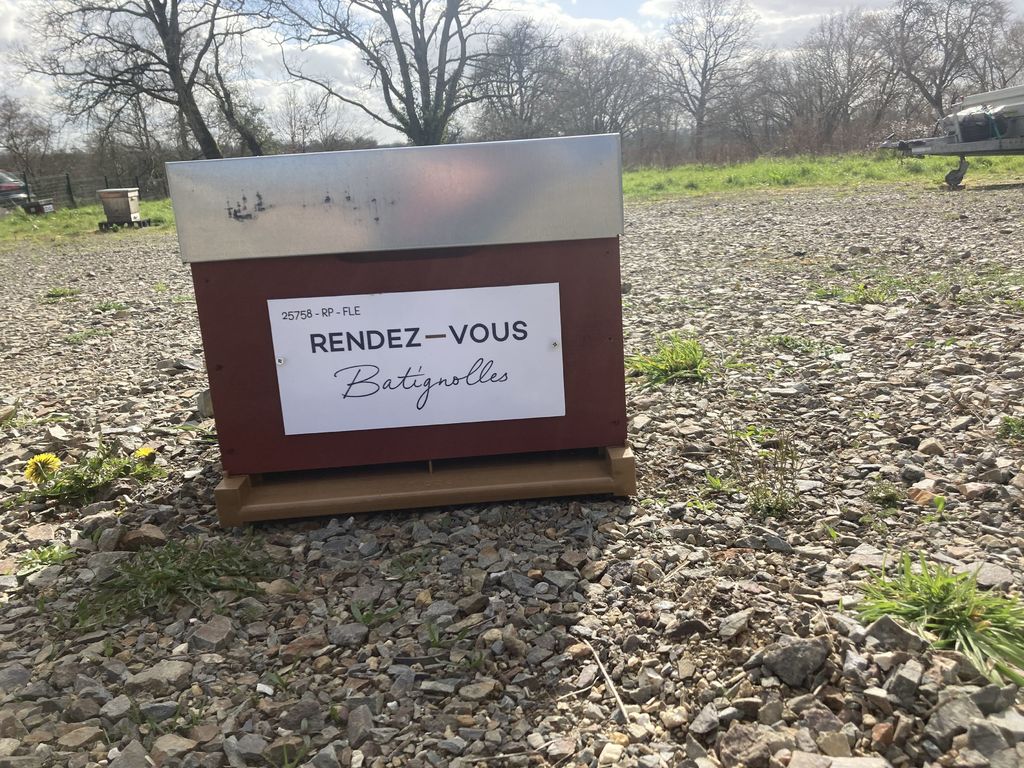 25758 - RP - FLE
RENDEZ—VOUS
Batignolles